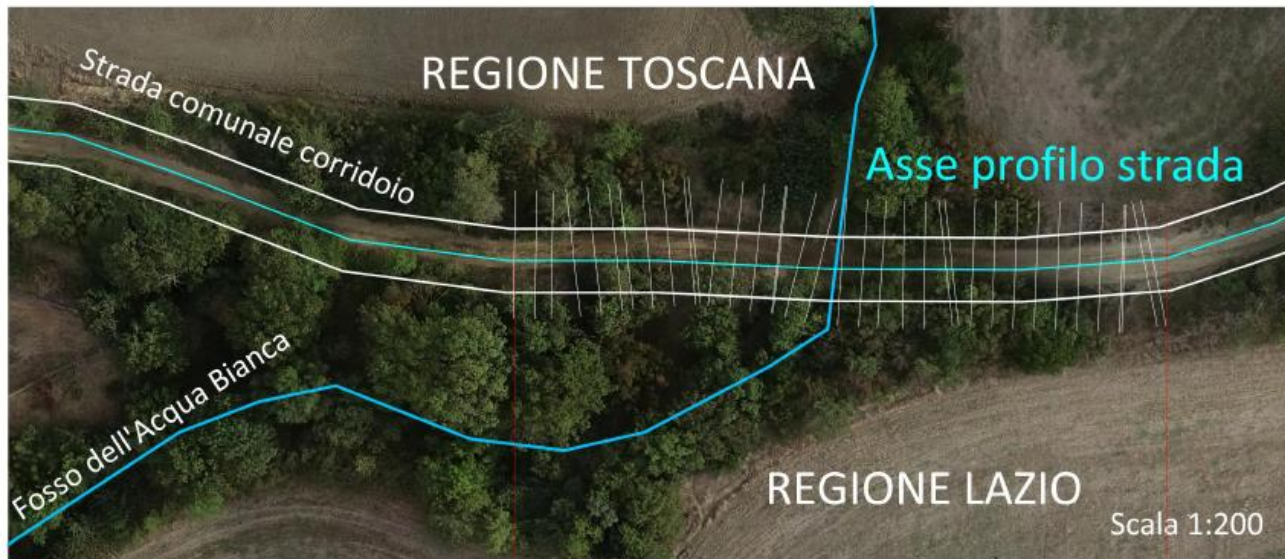 REGIONE TOSCANA
Strada comunale corridoio
Asse profilo strada
Fosso dell'Acqua Bianca
REGIONE LAZIO
Scala 1:200